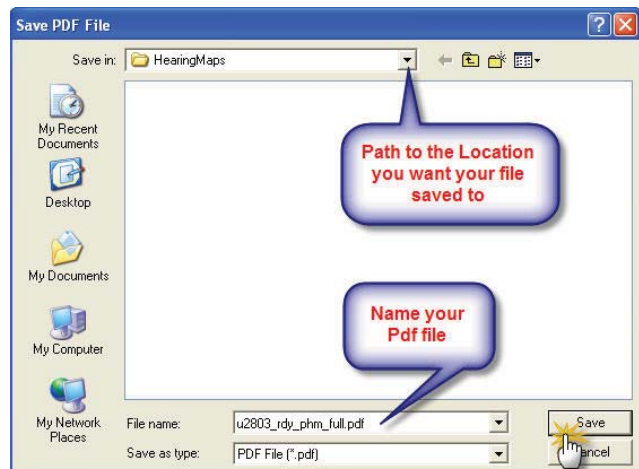 Save PDF File
Save in:
HearingMaps
My Recent
Documents
Desktop
My Documents
My Computer
My Network
Places
Path to the Location
you want your file
saved to
Name your
Pdf file
File name:
u2803_rdy_phm_full.pdf
Save
Save as type:
PDF File (*.pdf)
ancel